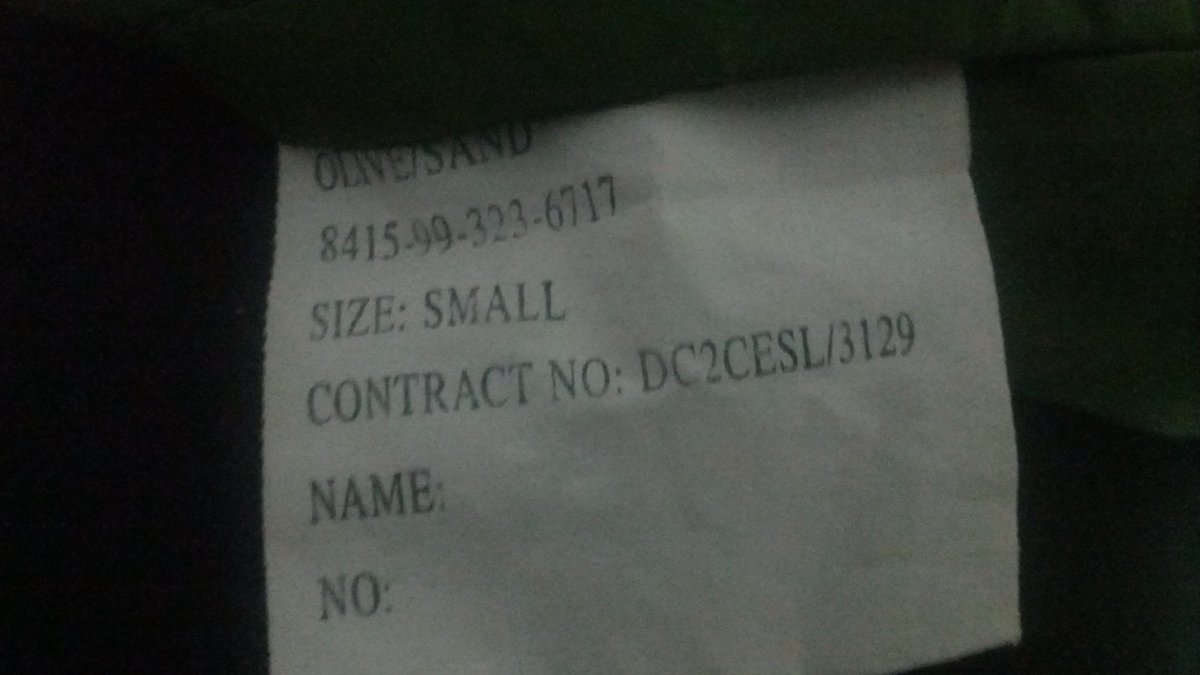 OLIVE/SAND
8415-99-323-6717
SIZE: SMALL
CONTRACT NO: DC2CESL/3129
NAME:
NO: